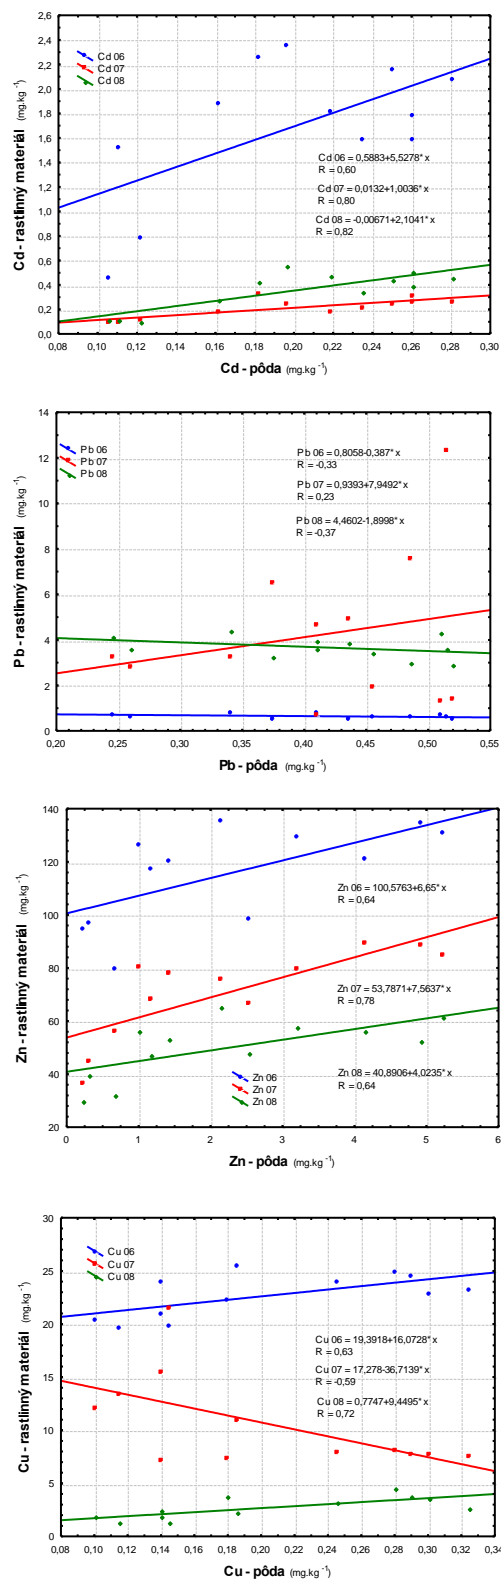 2,6
2,4
2,2
2,0
1,8
1,6
1,4
1,2
1,0
0,8
0,6
0,4
0,2
0,0
Cd - rastlinný materiál (mg.kg⁻¹)
Cd 06
Cd 07
Cd 08
Cd 06 = 0,5883+5,5278* x
R = 0,60
Cd 07 = 0,0132+1,0036* x
R = 0,80
Cd 08 = -0,00671+2,1041* x
R = 0,82
0,08 0,10 0,12 0,14 0,16 0,18 0,20 0,22 0,24 0,26 0,28 0,30
Cd - pôda (mg.kg⁻¹)
14
12
10
8
6
4
2
0
Pb - rastlinný materiál (mg.kg⁻¹)
Pb 06
Pb 07
Pb 08
Pb 06 = 0,8058-0,387* x
R = -0,33
Pb 07 = 0,9393+7,9492* x
R = 0,23
Pb 08 = 4,4602-1,8998* x
R = -0,37
0,20 0,25 0,30 0,35 0,40 0,45 0,50 0,55
Pb - pôda (mg.kg⁻¹)
140
120
100
80
60
40
20
Zn - rastlinný materiál (mg.kg⁻¹)
Zn 06 = 100,5763+6,65* x
R = 0,64
Zn 07 = 53,7871+7,5637* x
R = 0,78
Zn 06
Zn 07
Zn 08
Zn 08 = 40,8906+4,0235* x
R = 0,64
0 1 2 3 4 5 6
Zn - pôda (mg.kg⁻¹)
30
25
20
15
10
5
0
Cu - rastlinný materiál (mg.kg⁻¹)
Cu 06
Cu 07
Cu 08
Cu 06 = 19,3918+16,0728* x
R = 0,63
Cu 07 = 17,278-36,7139* x
R = -0,59
Cu 08 = 0,7747+9,4495* x
R = 0,72
0,08 0,10 0,12 0,14 0,16 0,18 0,20 0,22 0,24 0,26 0,28 0,30 0,32 0,34
Cu - pôda (mg.kg⁻¹)